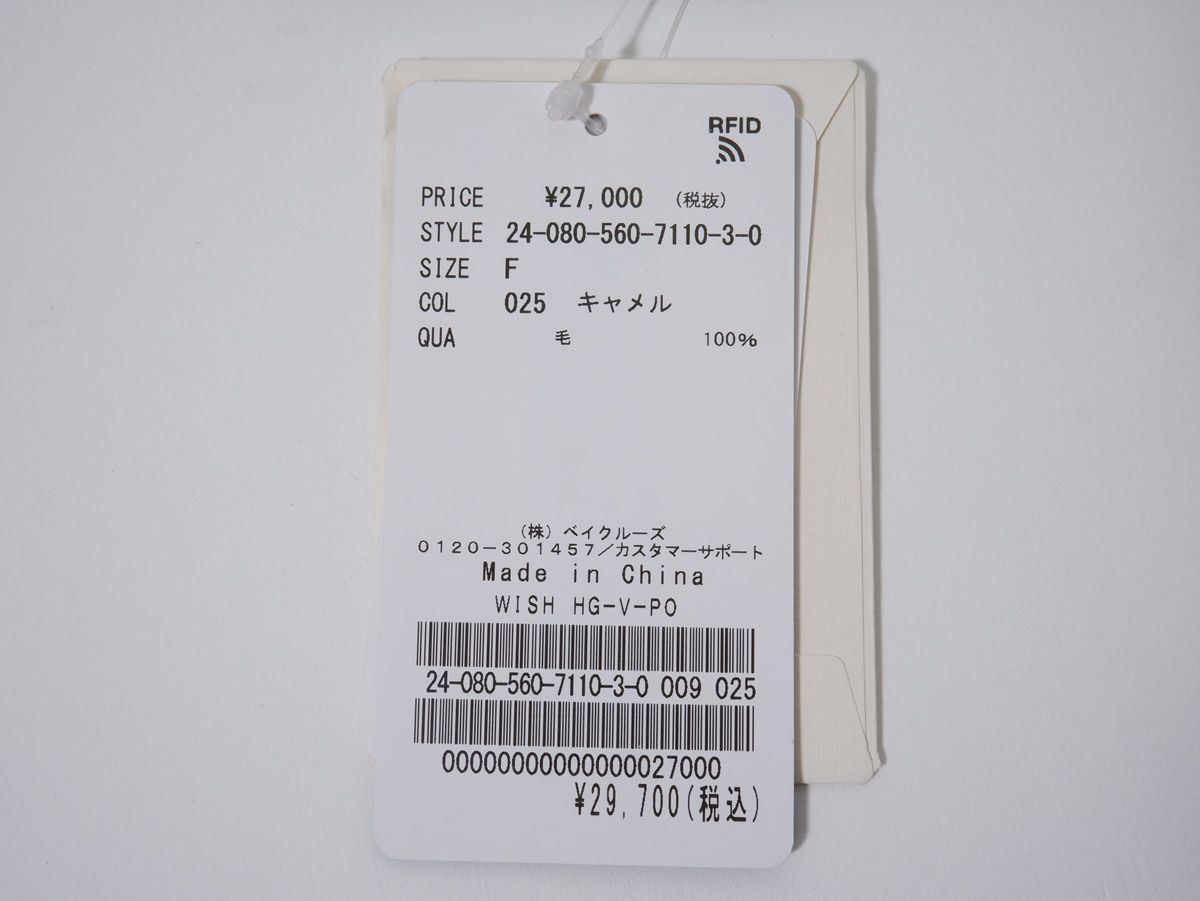 RFID
PRICE ¥27,000 (税抜)
STYLE 24-080-560-7110-3-0
SIZE F
COL 025 キャメル
QUA 毛 100%
(株) ベイクルーズ
0120-301457/カスタマーサポート
Made in China
WISH HG-V-PO
24-080-560-7110-3-0 009 025
00000000000000027000
¥29,700(税込)